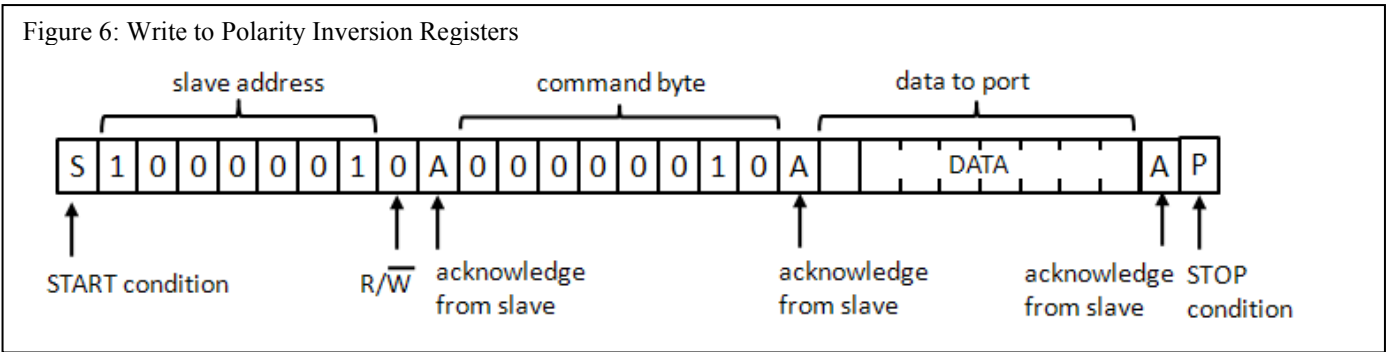 Figure 6: Write to Polarity Inversion Registers
slave address command byte data to port
S 1 0 0 0 0 0 1 0 A 0 0 0 0 0 0 1 0 A DATA A P
START condition R/W̅ acknowledge from slave acknowledge from slave acknowledge from slave STOP condition